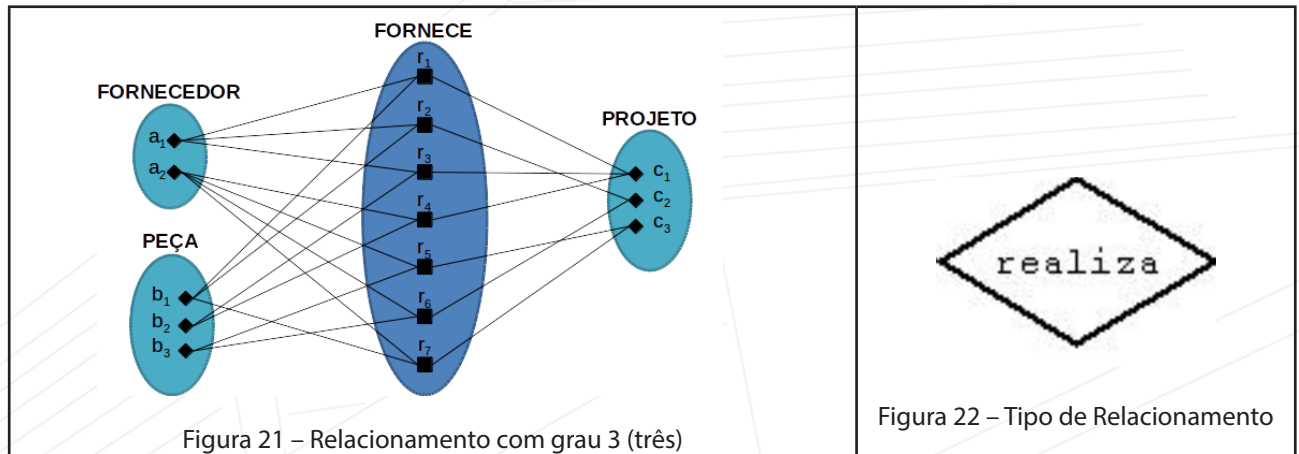 FORNECE
r1
FORNECEDOR
r2
PROJETO
a1
r3
c1
a2
r4
c2
PEÇA
c3
r5
b1
r6
b2
b3
r7
Figura 21 – Relacionamento com grau 3 (três)
realiza
Figura 22 – Tipo de Relacionamento